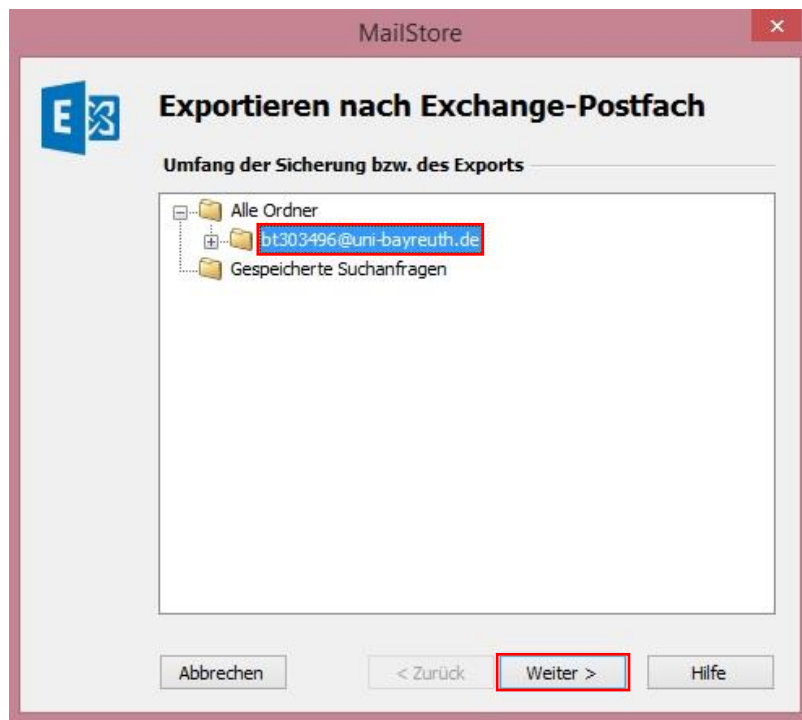 MailStore
Exportieren nach Exchange-Postfach
Umfang der Sicherung bzw. des Exports
Alle Ordner
bt303496@uni-bayreuth.de
Gespeicherte Suchanfragen
Abbrechen
< Zurück
Weiter >
Hilfe